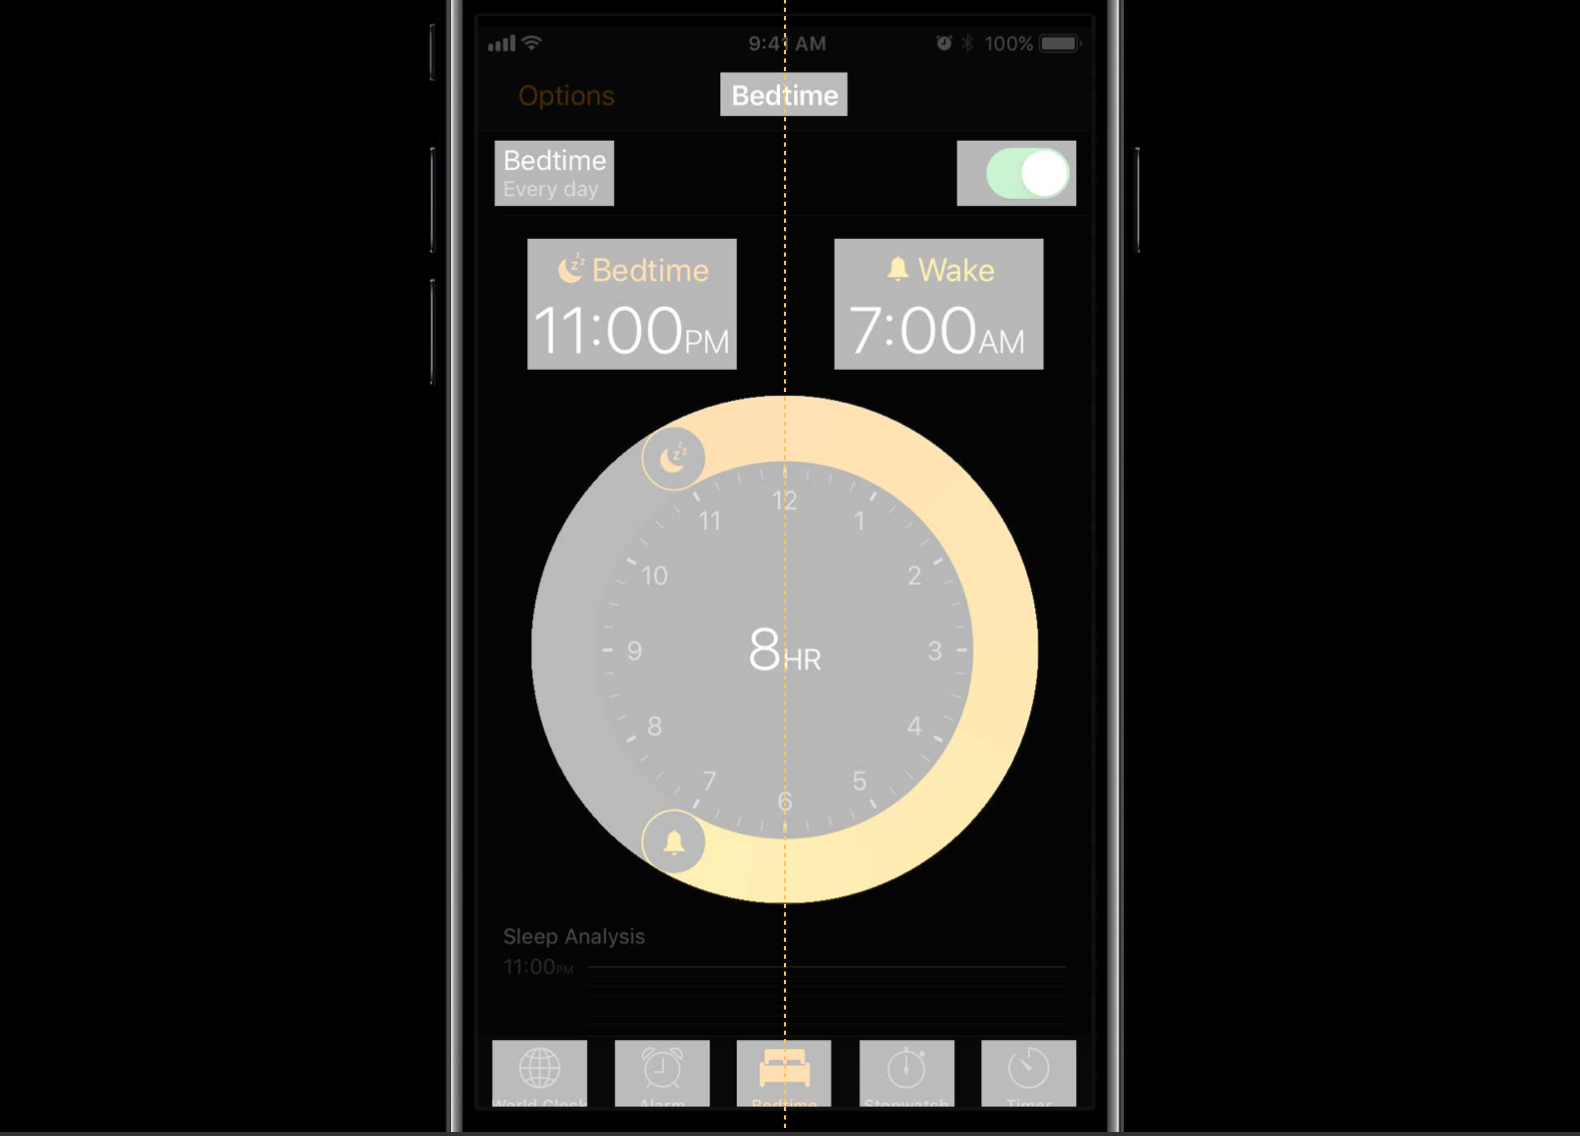 9:41 AM 100%
Options Bedtime
Bedtime
Every day
Bedtime Wake
11:00PM 7:00AM
12
11 1
10 2
9 8HR 3
8 4
7 5
6
Sleep Analysis
11:00PM
World Clock Alarm Bedtime Stopwatch Timer